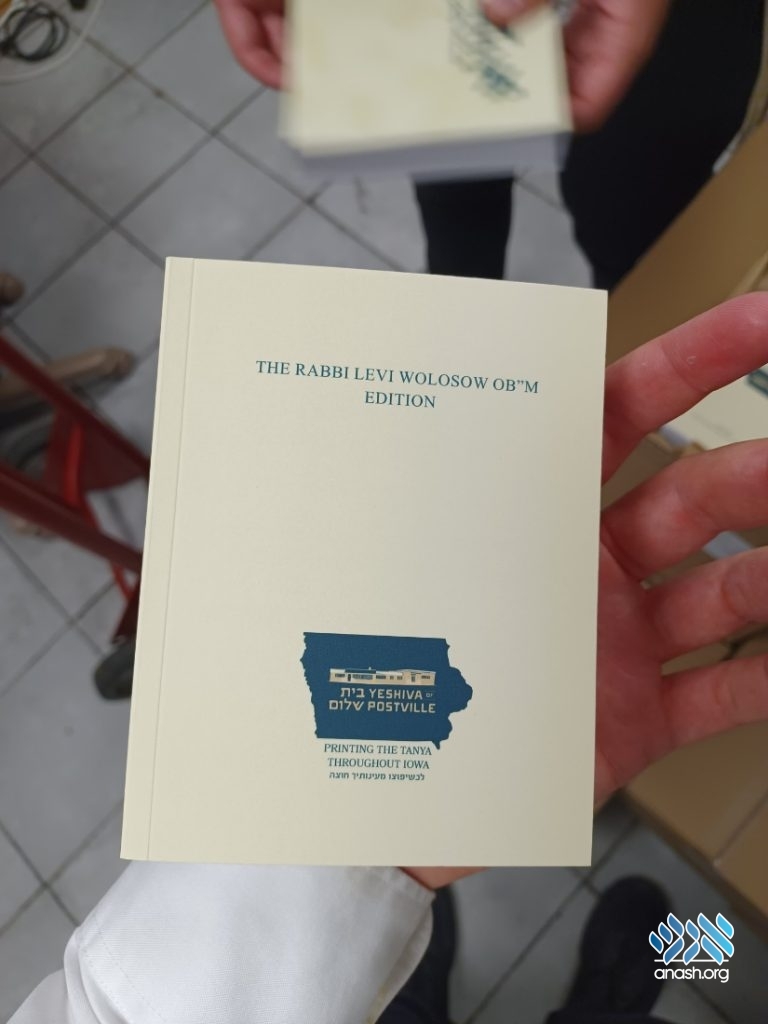 THE RABBI LEVI WOLOSOW OB"M
EDITION
בית YESHIVA OF
שלום POSTVILLE
PRINTING THE TANYA
THROUGHOUT IOWA
לכשיפוצו מעינותיך חוצה
אנש
anash.org